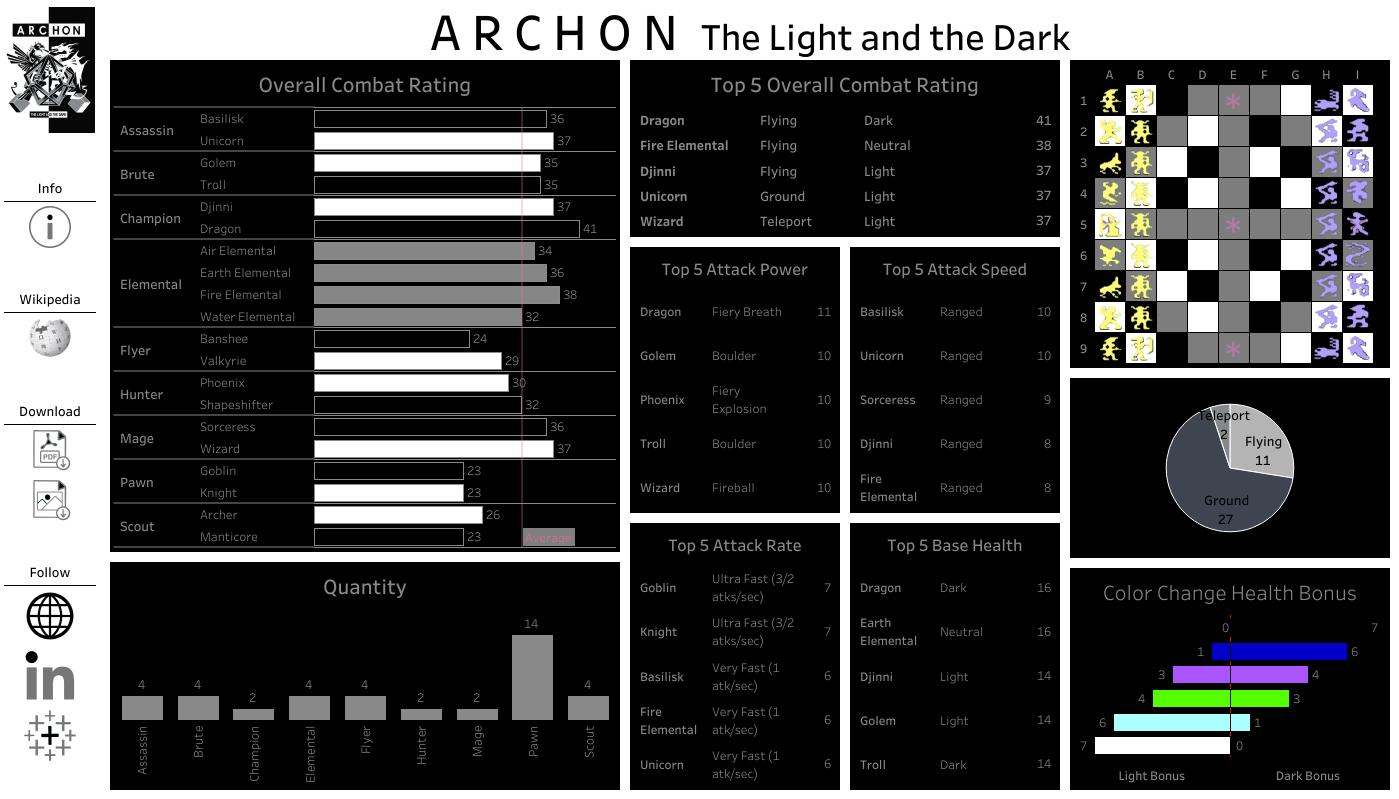 ARCHON The Light and the Dark
ARCHON
THE LIGHT AND THE DARK
Info
Wikipedia
Download
PDF
Follow
in
Overall Combat Rating
Assassin
Basilisk 36
Unicorn 37
Brute
Golem 35
Troll 35
Champion
Djinni 37
Dragon 41
Elemental
Air Elemental 34
Earth Elemental 36
Fire Elemental 38
Water Elemental 32
Flyer
Banshee 24
Valkyrie 29
Hunter
Phoenix 30
Shapeshifter 32
Mage
Sorceress 36
Wizard 37
Pawn
Goblin 23
Knight 23
Scout
Archer 26
Manticore 23
Average
Quantity
4 4 2 4 4 2 2 14 4
Assassin Brute Champion Elemental Flyer Hunter Mage Pawn Scout
Top 5 Overall Combat Rating
Dragon Flying Dark 41
Fire Elemental Flying Neutral 38
Djinni Flying Light 37
Unicorn Ground Light 37
Wizard Teleport Light 37
Top 5 Attack Power
Dragon Fiery Breath 11
Golem Boulder 10
Phoenix Fiery
Explosion 10
Troll Boulder 10
Wizard Fireball 10
Top 5 Attack Speed
Basilisk Ranged 10
Unicorn Ranged 10
Sorceress Ranged 9
Djinni Ranged 8
Fire
Elemental Ranged 8
Top 5 Attack Rate
Goblin Ultra Fast (3/2
atks/sec) 7
Knight Ultra Fast (3/2
atks/sec) 7
Basilisk Very Fast (1
atk/sec) 6
Fire
Elemental Very Fast (1
atk/sec) 6
Unicorn Very Fast (1
atk/sec) 6
Top 5 Base Health
Dragon Dark 16
Earth
Elemental Neutral 16
Djinni Light 14
Golem Light 14
Troll Dark 14
A B C D E F G H I
1
2
3
4
5
6
7
8
9
Teleport
2
Flying
11
Ground
27
Color Change Health Bonus
0 7
1 6
3 4
4 3
6 1
7 0
Light Bonus Dark Bonus